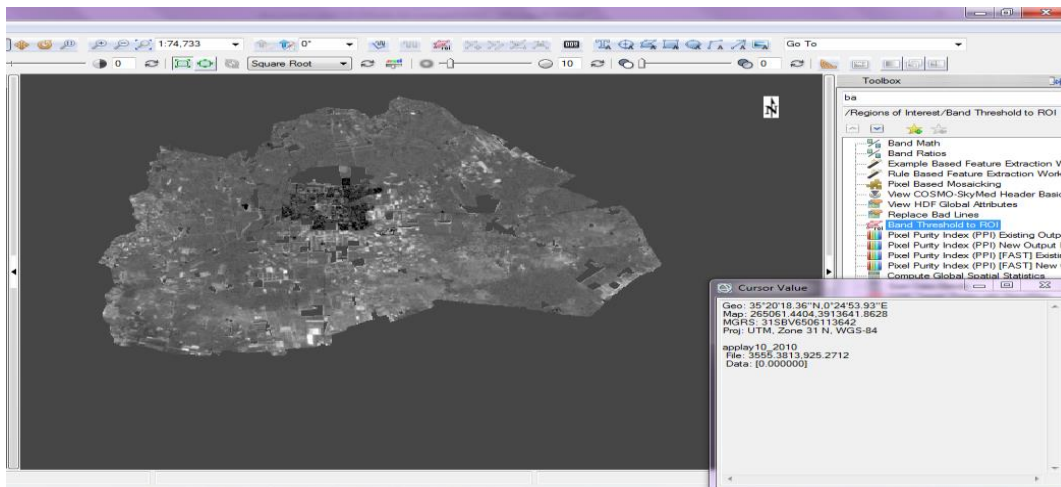 1:74,733 0° Go To
0 Square Root 10 0
Toolbox
ba
/Regions of Interest/Band Threshold to ROI
Band Math
Band Ratios
Example Based Feature Extraction W
Rule Based Feature Extraction Work
Pixel Based Mosaicking
View COSMO-SkyMed Header Basic
View HDF Global Attributes
Replace Bad Lines
Band Threshold to ROI
Pixel Purity Index (PPI) Existing Outp
Pixel Purity Index (PPI) New Output
Pixel Purity Index (PPI) [FAST] Existi
Pixel Purity Index (PPI) [FAST] New
Compute Global Spatial Statistics
N
Cursor Value
Geo: 35°20'18.36"N,0°24'53.93"E
Map: 265061.4404,3913641.8628
MGRS: 31SBV6506113642
Proj: UTM, Zone 31 N, WGS-84
applay10_2010
File: 3555.3813,925.2712
Data: [0.000000]